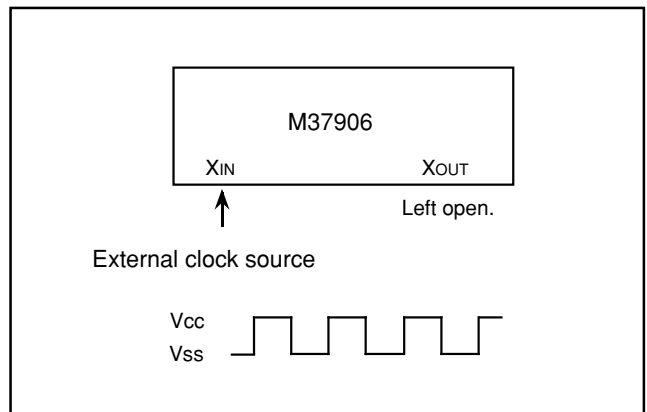 M37906
XIN XOUT
Left open.
External clock source
Vcc
Vss